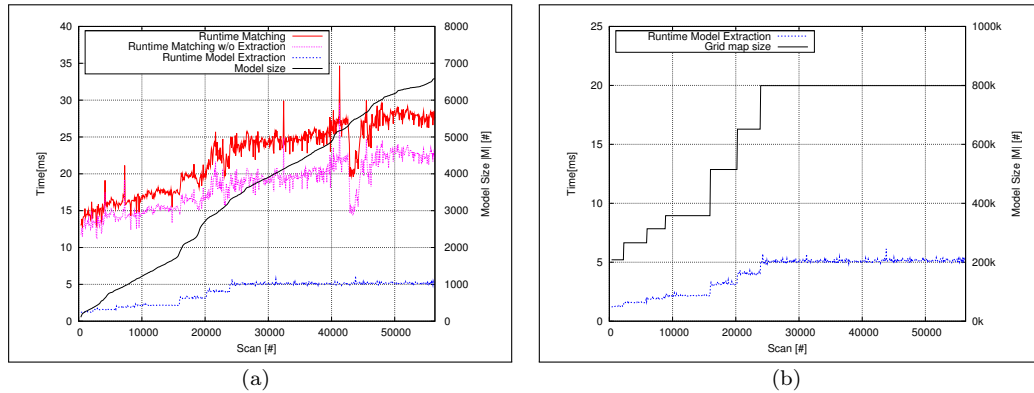 40
35
30
25
20
15
10
5
0
Time[ms]
8000
7000
6000
5000
4000
3000
2000
1000
0
Model Size |M| [#]
0 10000 20000 30000 40000 50000
Scan [#]
Runtime Matching
Runtime Matching w/o Extraction
Runtime Model Extraction
Model size
(a)
25
20
15
10
5
0
Time[ms]
1000k
800k
600k
400k
200k
0k
Model Size |M| [#]
0 10000 20000 30000 40000 50000
Scan [#]
Runtime Model Extraction
Grid map size
(b)